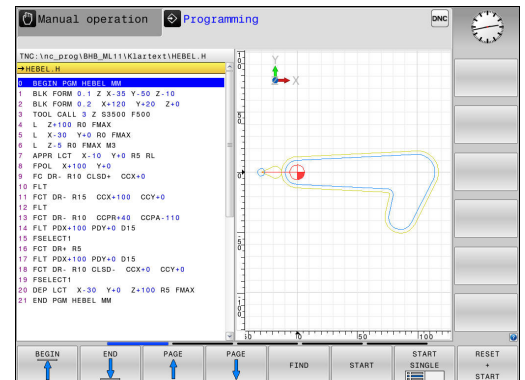 Manual operation
Programming
DNC
TNC:\nc_prog\BHB_ML11\Klartext\HEBEL.H
→HEBEL.H
0 BEGIN PGM HEBEL MM
1 BLK FORM 0.1 Z X-35 Y-50 Z-10
2 BLK FORM 0.2 X+120 Y+20 Z+0
3 TOOL CALL 3 Z S3500 F500
4 L Z+100 R0 FMAX
5 L X-30 Y+0 R0 FMAX
6 L Z-5 R0 FMAX M3
7 APPR LCT X-10 Y+0 R5 RL
8 FPOL X+100 Y+0
9 FC DR- R10 CLSD+ CCX+0
10 FLT
11 FCT DR- R15 CCX+100 CCY+0
12 FLT
13 FCT DR- R10 CCPR+40 CCPA-110
14 FLT PDX+100 PDY+0 D15
15 FSELECT1
16 FCT DR+ R5
17 FLT PDX+100 PDY+0 D15
18 FCT DR- R10 CLSD- CCX+0 CCY+0
19 FSELECT1
20 DEP LCT X-30 Y+0 Z+100 R5 FMAX
21 END PGM HEBEL MM
Y
X
0
50
100
BEGIN
END
PAGE
PAGE
FIND
START
START SINGLE
RESET + START